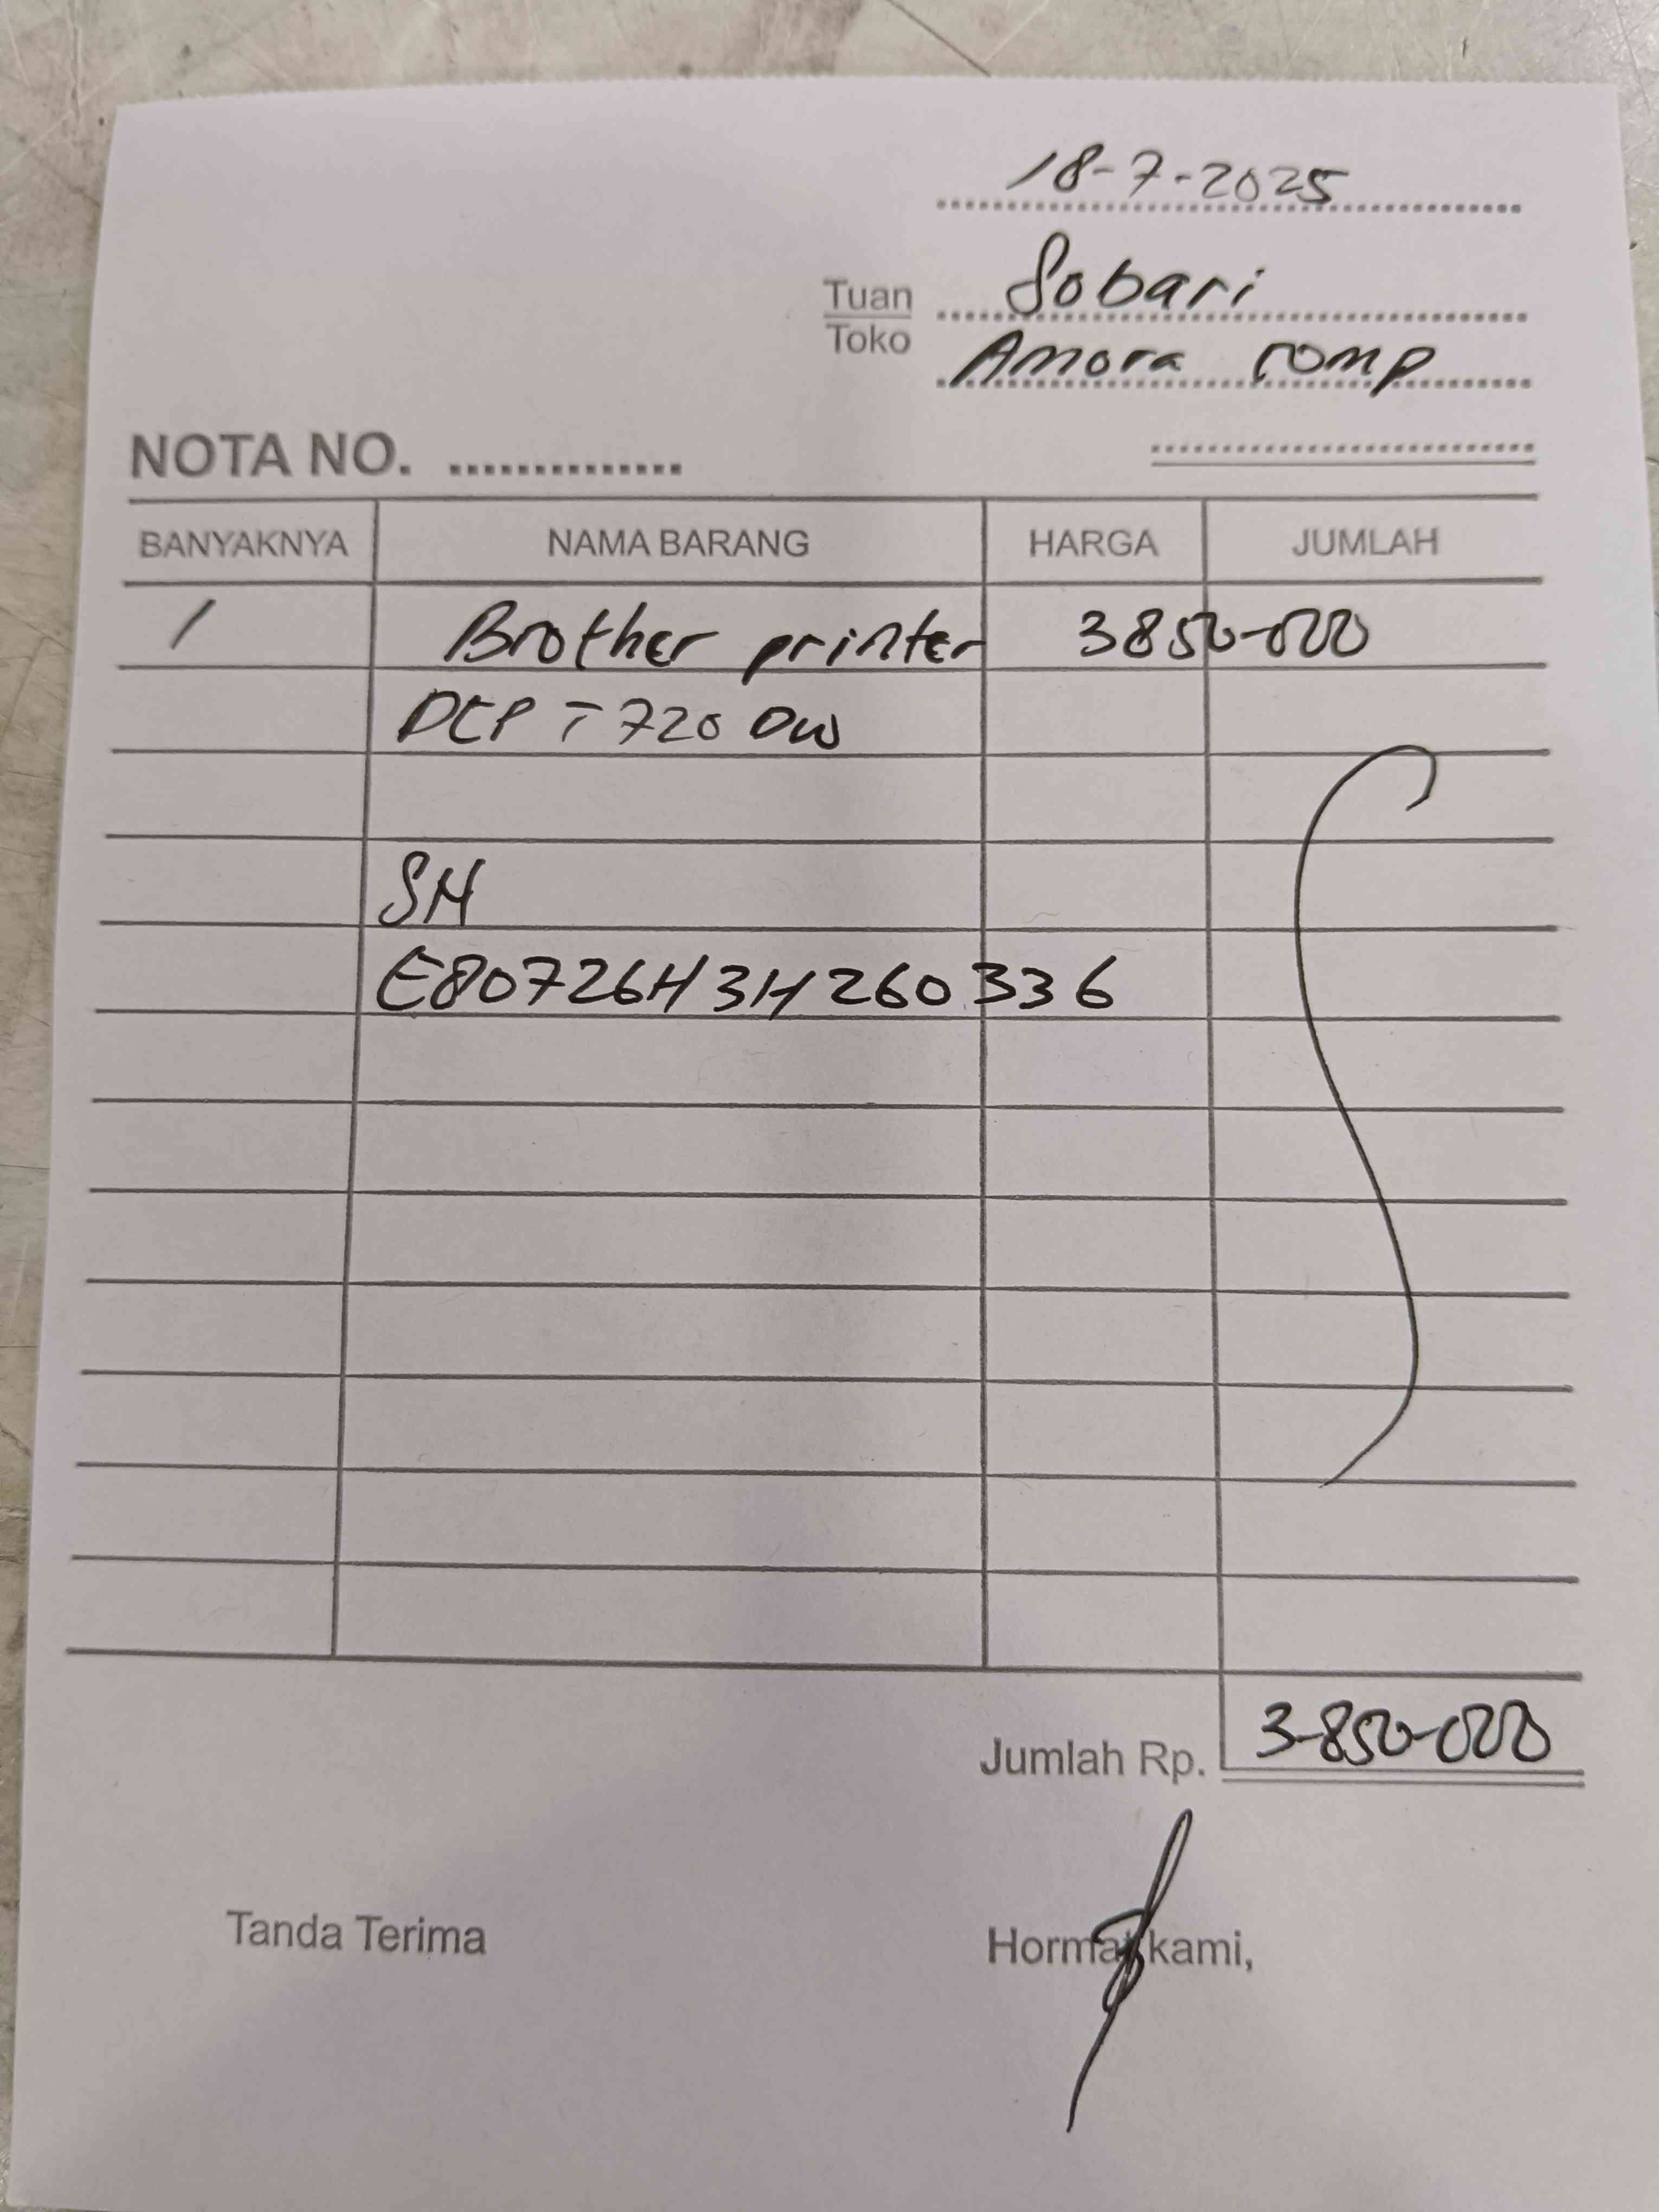 18-7-2025
Tuan Sobari
Toko Amora comp
NOTA NO. ..............
BANYAKNYA NAMA BARANG HARGA JUMLAH
1 Brother printer 3850-000
DCP T 720 DW
SN
E80726H3H260336
Jumlah Rp. 3-850-000
Tanda Terima Hormat kami,